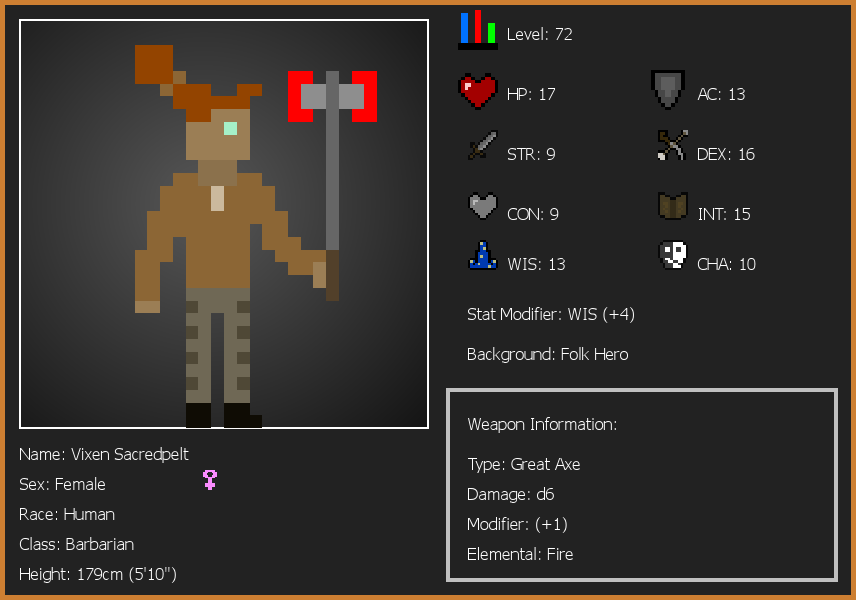 Level: 72
HP: 17
AC: 13
STR: 9
DEX: 16
CON: 9
INT: 15
WIS: 13
CHA: 10
Stat Modifier: WIS (+4)
Background: Folk Hero
Weapon Information:
Type: Great Axe
Damage: d6
Modifier: (+1)
Elemental: Fire
Name: Vixen Sacredpelt
Sex: Female
Race: Human
Class: Barbarian
Height: 179cm (5'10")